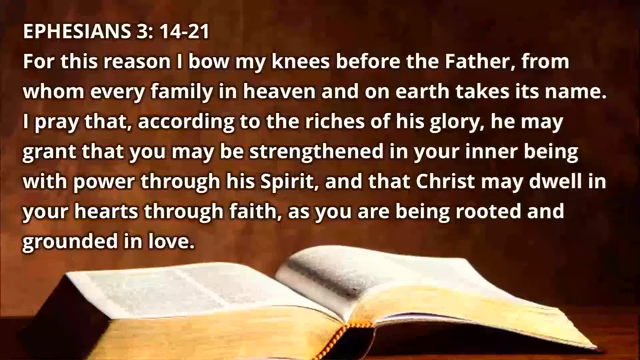 EPHESIANS 3: 14-21
For this reason I bow my knees before the Father, from
whom every family in heaven and on earth takes its name.
I pray that, according to the riches of his glory, he may
grant that you may be strengthened in your inner being
with power through his Spirit, and that Christ may dwell in
your hearts through faith, as you are being rooted and
grounded in love.